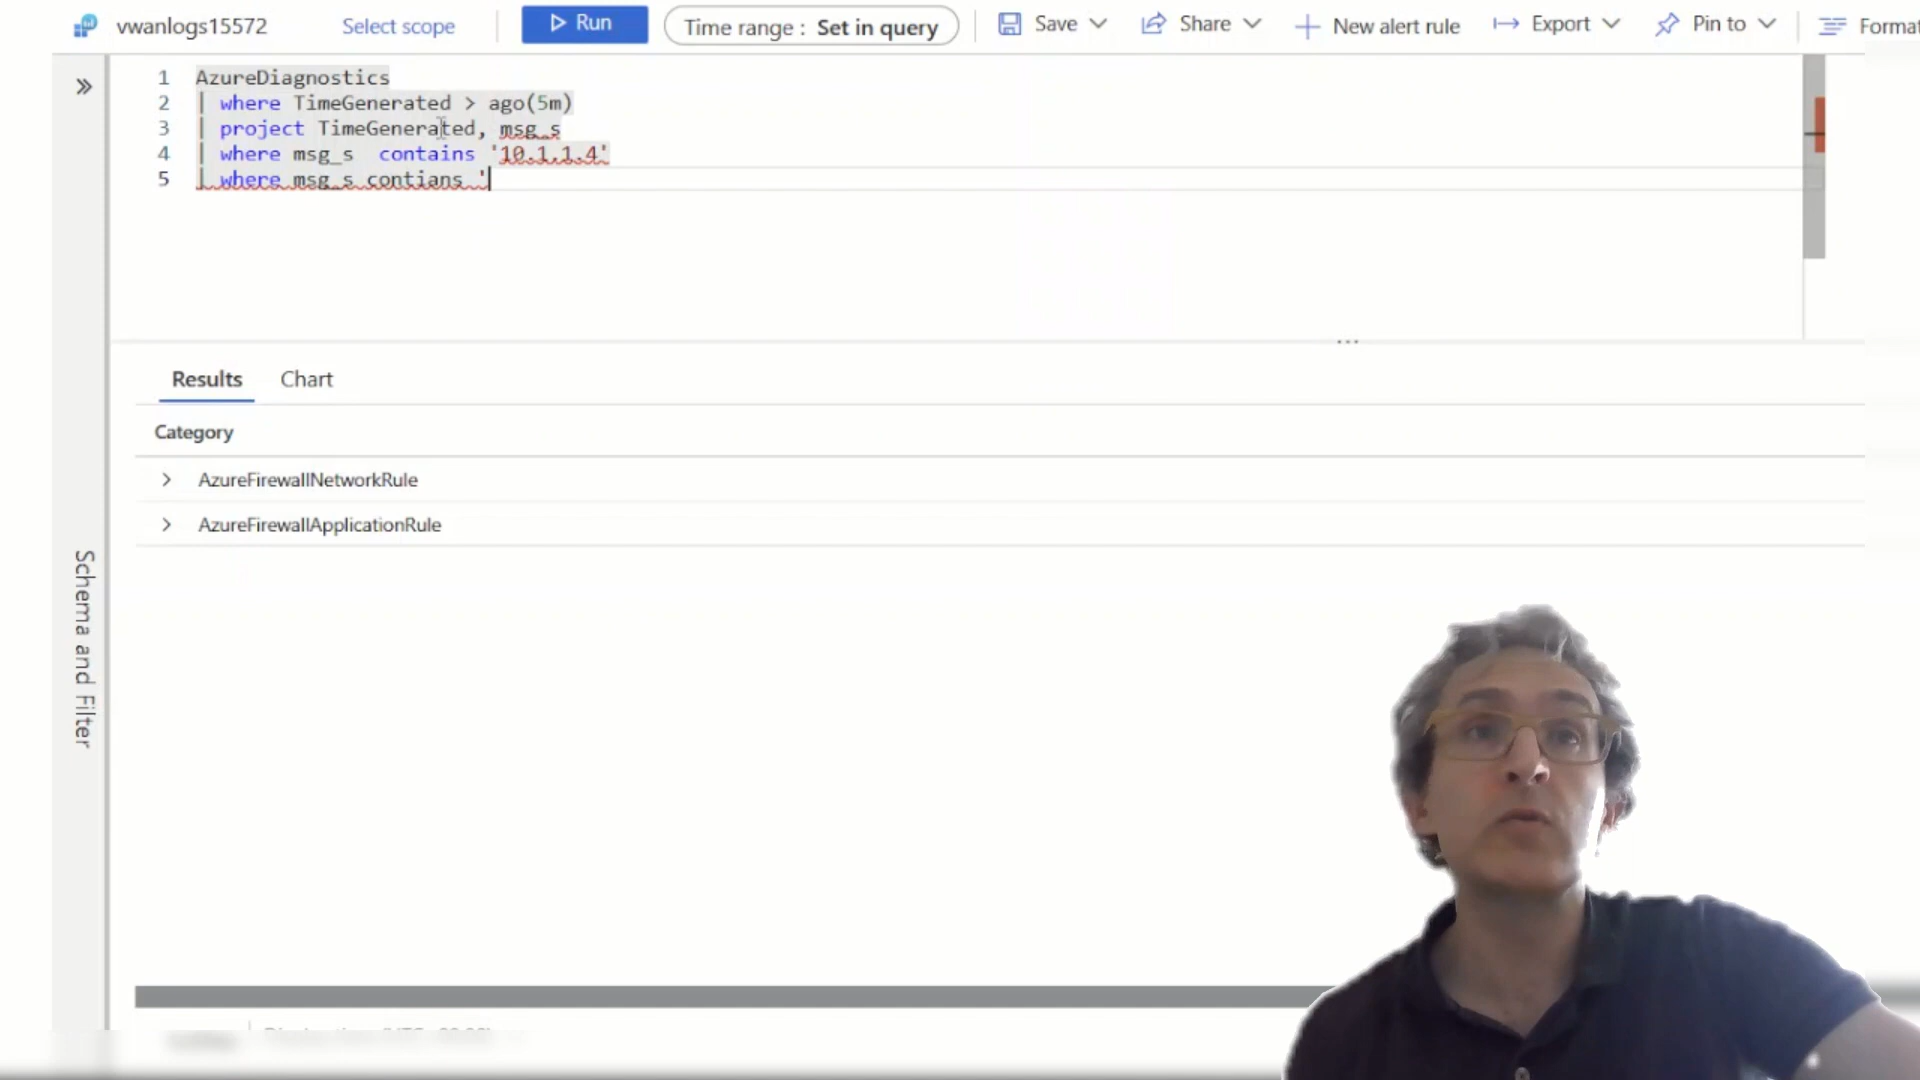 vwanlogs15572 Select scope Run Time range : Set in query Save Share New alert rule Export Pin to Format
1 AzureDiagnostics
2 | where TimeGenerated > ago(5m)
3 | project TimeGenerated, msg_s
4 | where msg_s contains '10.1.1.4'
5 | where msg_s contians '
Results Chart
Category
AzureFirewallNetworkRule
AzureFirewallApplicationRule
Schema and Filter